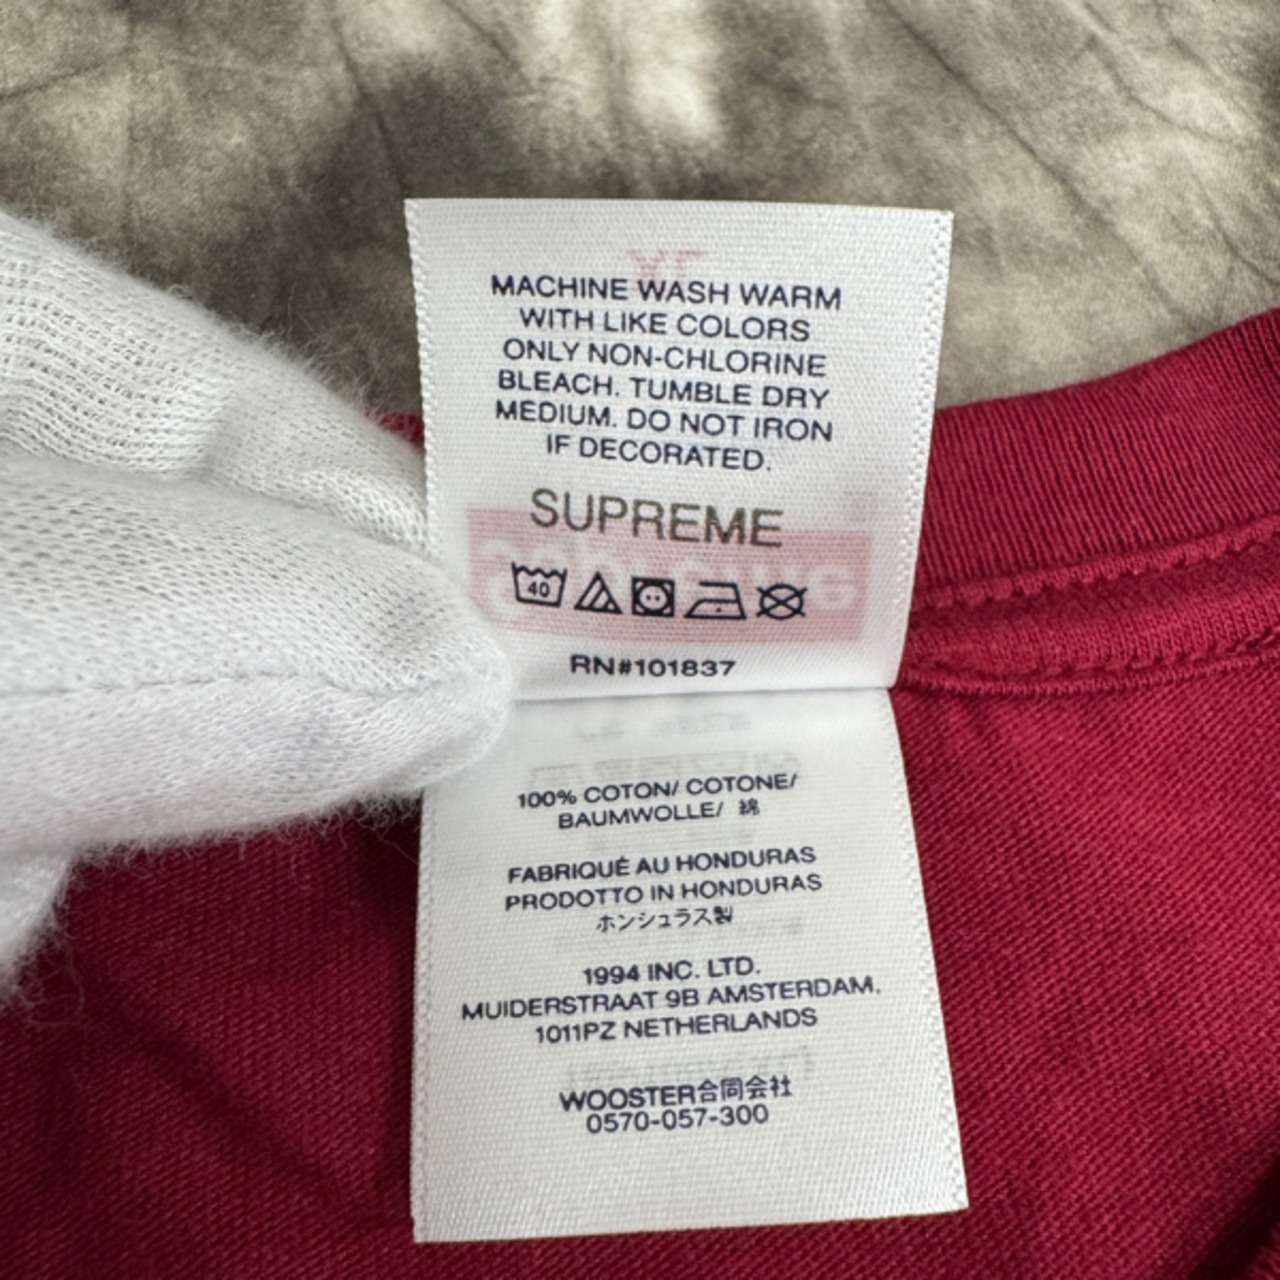 MACHINE WASH WARM
WITH LIKE COLORS
ONLY NON-CHLORINE
BLEACH. TUMBLE DRY
MEDIUM. DO NOT IRON
IF DECORATED.
SUPREME
40
RN#101837
100% COTON/ COTONE/
BAUMWOLLE/ 綿
FABRIQUÉ AU HONDURAS
PRODOTTO IN HONDURAS
ホンジュラス製
1994 INC. LTD.
MUIDERSTRAAT 9B AMSTERDAM,
1011PZ NETHERLANDS
WOOSTER合同会社
0570-057-300